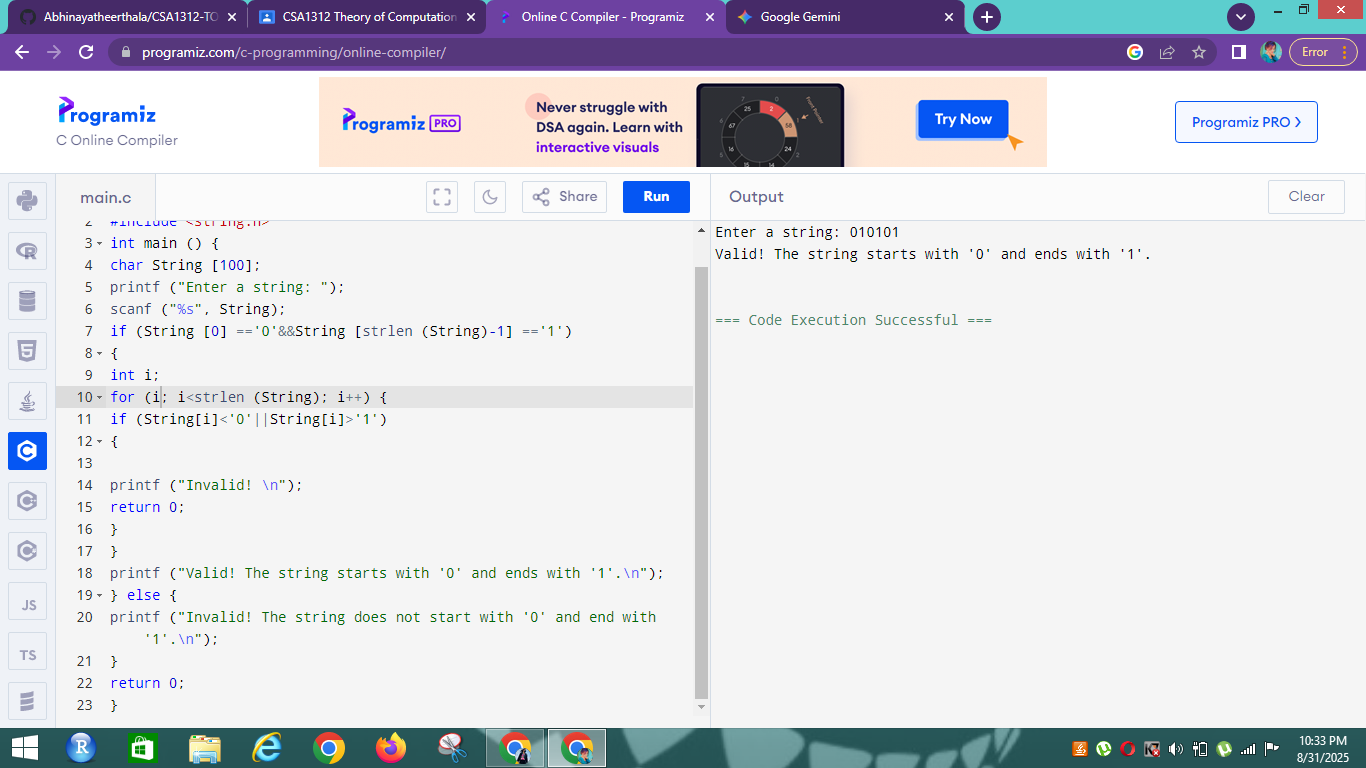 Abhinayatheerthala/CSA1312-TO
CSA1312 Theory of Computation
Online C Compiler - Programiz
Google Gemini
programiz.com/c-programming/online-compiler/
Error
Programiz
C Online Compiler
Programiz PRO
Never struggle with
DSA again. Learn with
interactive visuals
Try Now
Programiz PRO
main.c
Share
Run
Output
Clear
2 #include <string.h>
3 int main () {
4 char String [100];
5 printf ("Enter a string: ");
6 scanf ("%s", String);
7 if (String [0] =='0'&&String [strlen (String)-1] =='1')
8 {
9 int i;
10 for (i; i<strlen (String); i++) {
11 if (String[i]<'0'||String[i]>'1')
12 {
13
14 printf ("Invalid! \n");
15 return 0;
16 }
17 }
18 printf ("Valid! The string starts with '0' and ends with '1'.\n");
19 } else {
20 printf ("Invalid! The string does not start with '0' and end with
'1'.\n");
21 }
22 return 0;
23 }
Enter a string: 010101
Valid! The string starts with '0' and ends with '1'.
=== Code Execution Successful ===
JS
TS
10:33 PM
8/31/2025